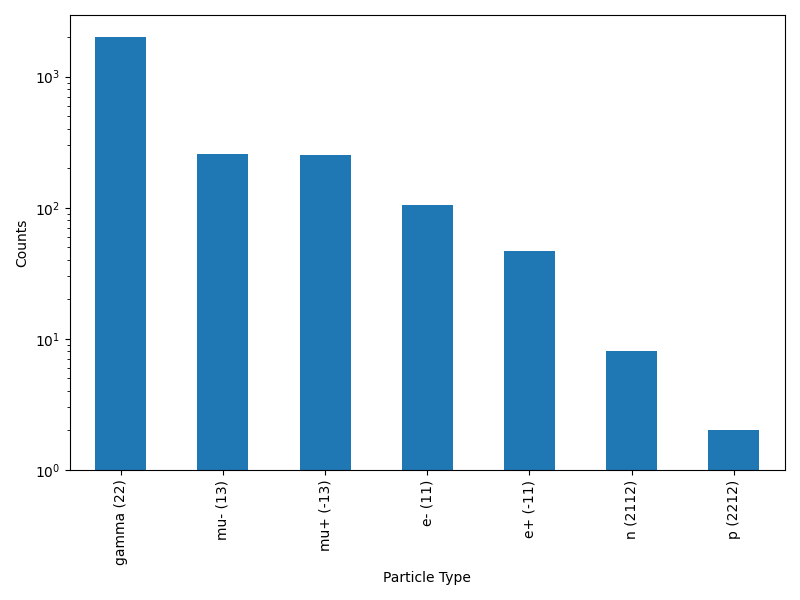 10³
10²
10¹
10⁰
Counts
gamma (22)
mu- (13)
mu+ (-13)
e- (11)
e+ (-11)
n (2112)
p (2212)
Particle Type